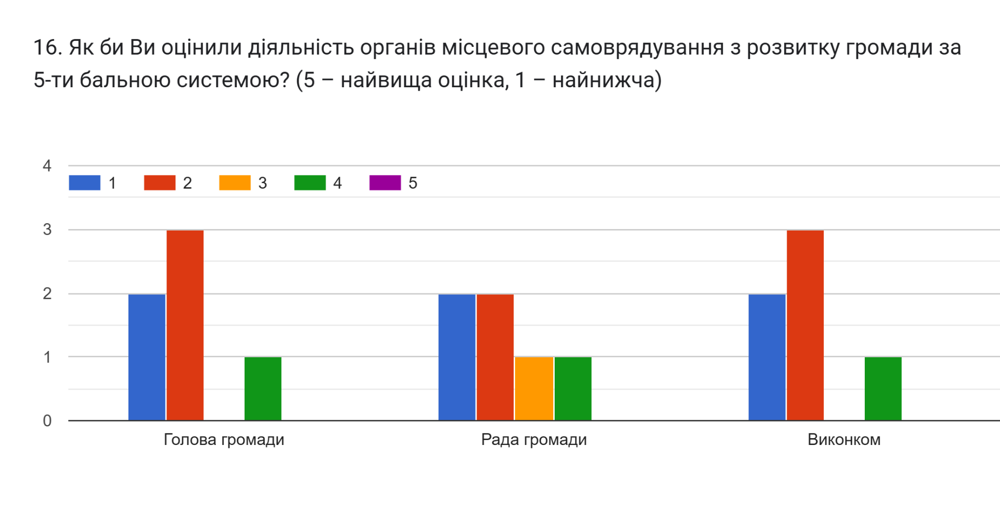 16. Як би Ви оцінили діяльність органів місцевого самоврядування з розвитку громади за
5-ти бальною системою? (5 – найвища оцінка, 1 – найнижча)
4
1 2 3 4 5
3
2
1
0
Голова громади Рада громади Виконком